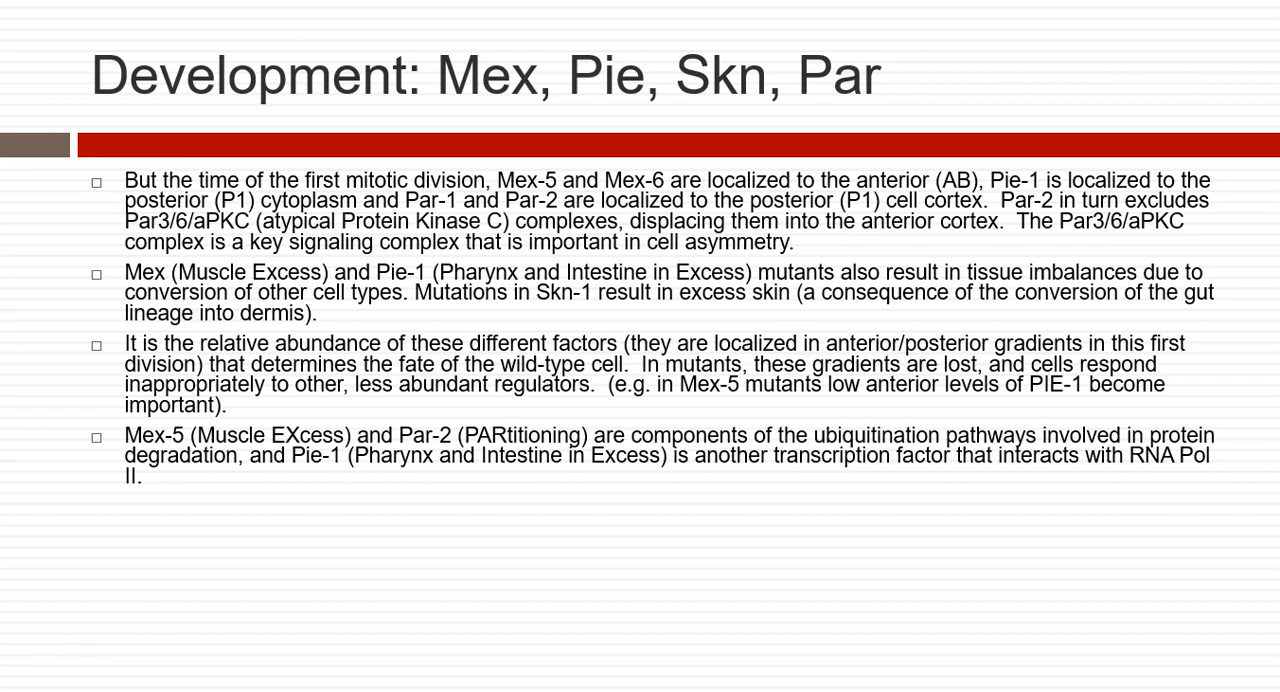 Development: Mex, Pie, Skn, Par
But the time of the first mitotic division, Mex-5 and Mex-6 are localized to the anterior (AB), Pie-1 is localized to the
posterior (P1) cytoplasm and Par-1 and Par-2 are localized to the posterior (P1) cell cortex.  Par-2 in turn excludes
Par3/6/aPKC (atypical Protein Kinase C) complexes, displacing them into the anterior cortex.  The Par3/6/aPKC
complex is a key signaling complex that is important in cell asymmetry.
Mex (Muscle Excess) and Pie-1 (Pharynx and Intestine in Excess) mutants also result in tissue imbalances due to
conversion of other cell types. Mutations in Skn-1 result in excess skin (a consequence of the conversion of the gut
lineage into dermis).
It is the relative abundance of these different factors (they are localized in anterior/posterior gradients in this first
division) that determines the fate of the wild-type cell.  In mutants, these gradients are lost, and cells respond
inappropriately to other, less abundant regulators.  (e.g. in Mex-5 mutants low anterior levels of PIE-1 become
important).
Mex-5 (Muscle EXcess) and Par-2 (PARtitioning) are components of the ubiquitination pathways involved in protein
degradation, and Pie-1 (Pharynx and Intestine in Excess) is another transcription factor that interacts with RNA Pol
II.